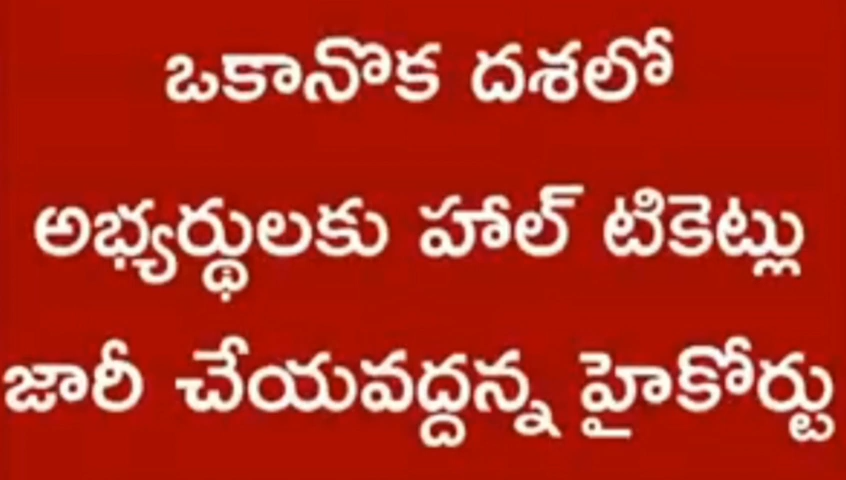 ఒకానొక దశలో
అభ్యర్థులకు హాల్ టికెట్లు
జారీ చేయవద్దన్న హైకోర్టు